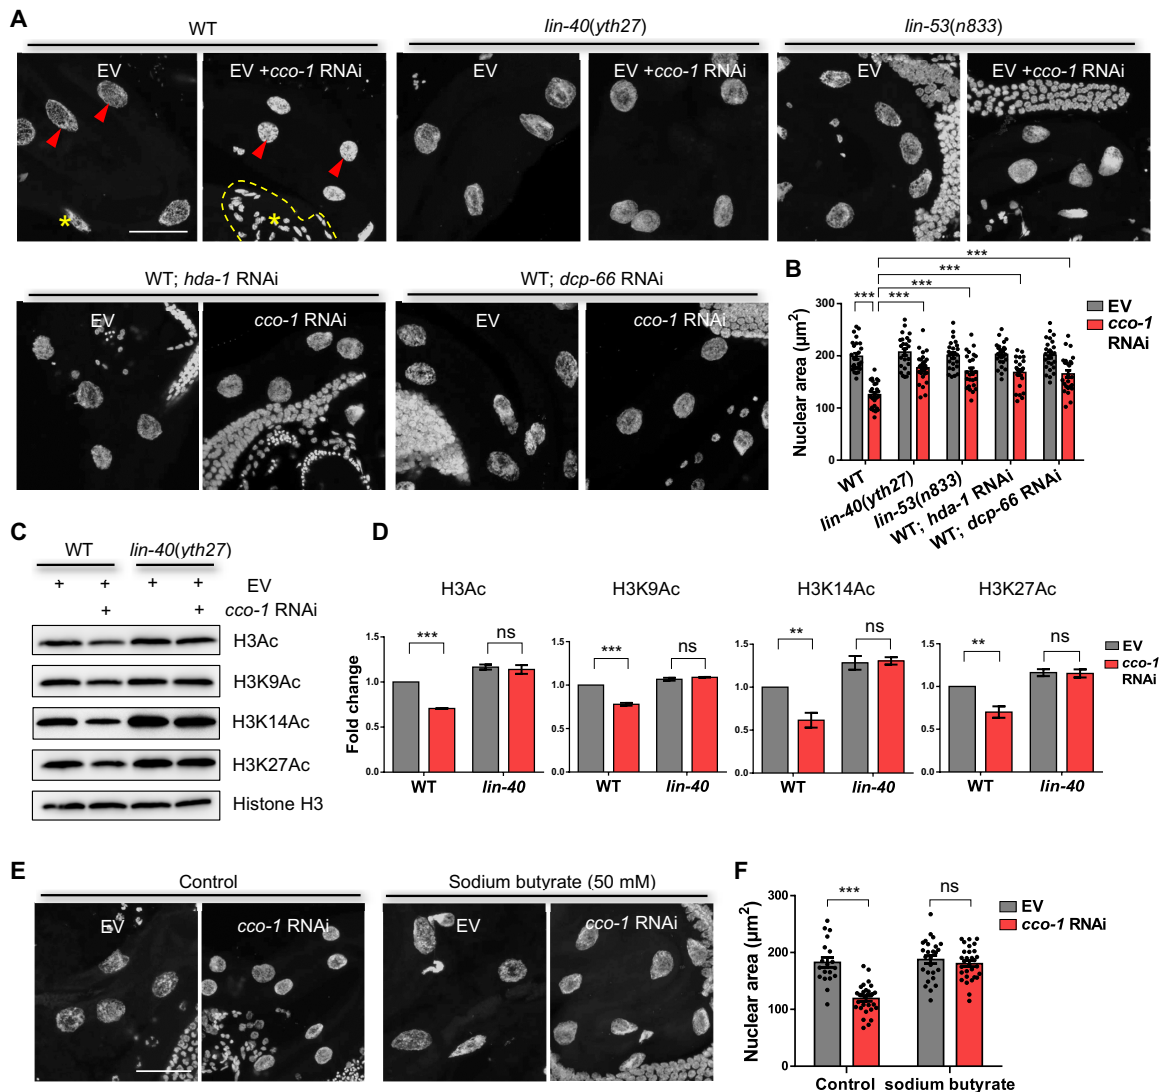 A
WT
lin-40(yth27)
lin-53(n833)
EV
EV +cco-1 RNAi
EV
EV +cco-1 RNAi
EV
EV +cco-1 RNAi
*
*
WT; hda-1 RNAi
WT; dcp-66 RNAi
EV
cco-1 RNAi
EV
cco-1 RNAi
B
***
***
***
***
***
300
200
100
0
Nuclear area (µm²)
EV
cco-1
RNAi
WT
lin-40(yth27)
lin-53(n833)
WT; hda-1 RNAi
WT; dcp-66 RNAi
C
WT
lin-40(yth27)
+ + + + EV
+ + cco-1 RNAi
H3Ac
H3K9Ac
H3K14Ac
H3K27Ac
Histone H3
D
H3Ac
H3K9Ac
H3K14Ac
H3K27Ac
Fold change
1.5
1.0
0.5
0.0
*** ns
WT lin-40
1.5
1.0
0.5
0.0
*** ns
WT lin-40
1.5
1.0
0.5
0.0
** ns
WT lin-40
1.5
1.0
0.5
0.0
** ns
WT lin-40
EV
cco-1
RNAi
E
Control
Sodium butyrate (50 mM)
EV
cco-1 RNAi
EV
cco-1 RNAi
F
*** ns
EV
cco-1 RNAi
300
200
100
0
Nuclear area (µm²)
Control sodium butyrate